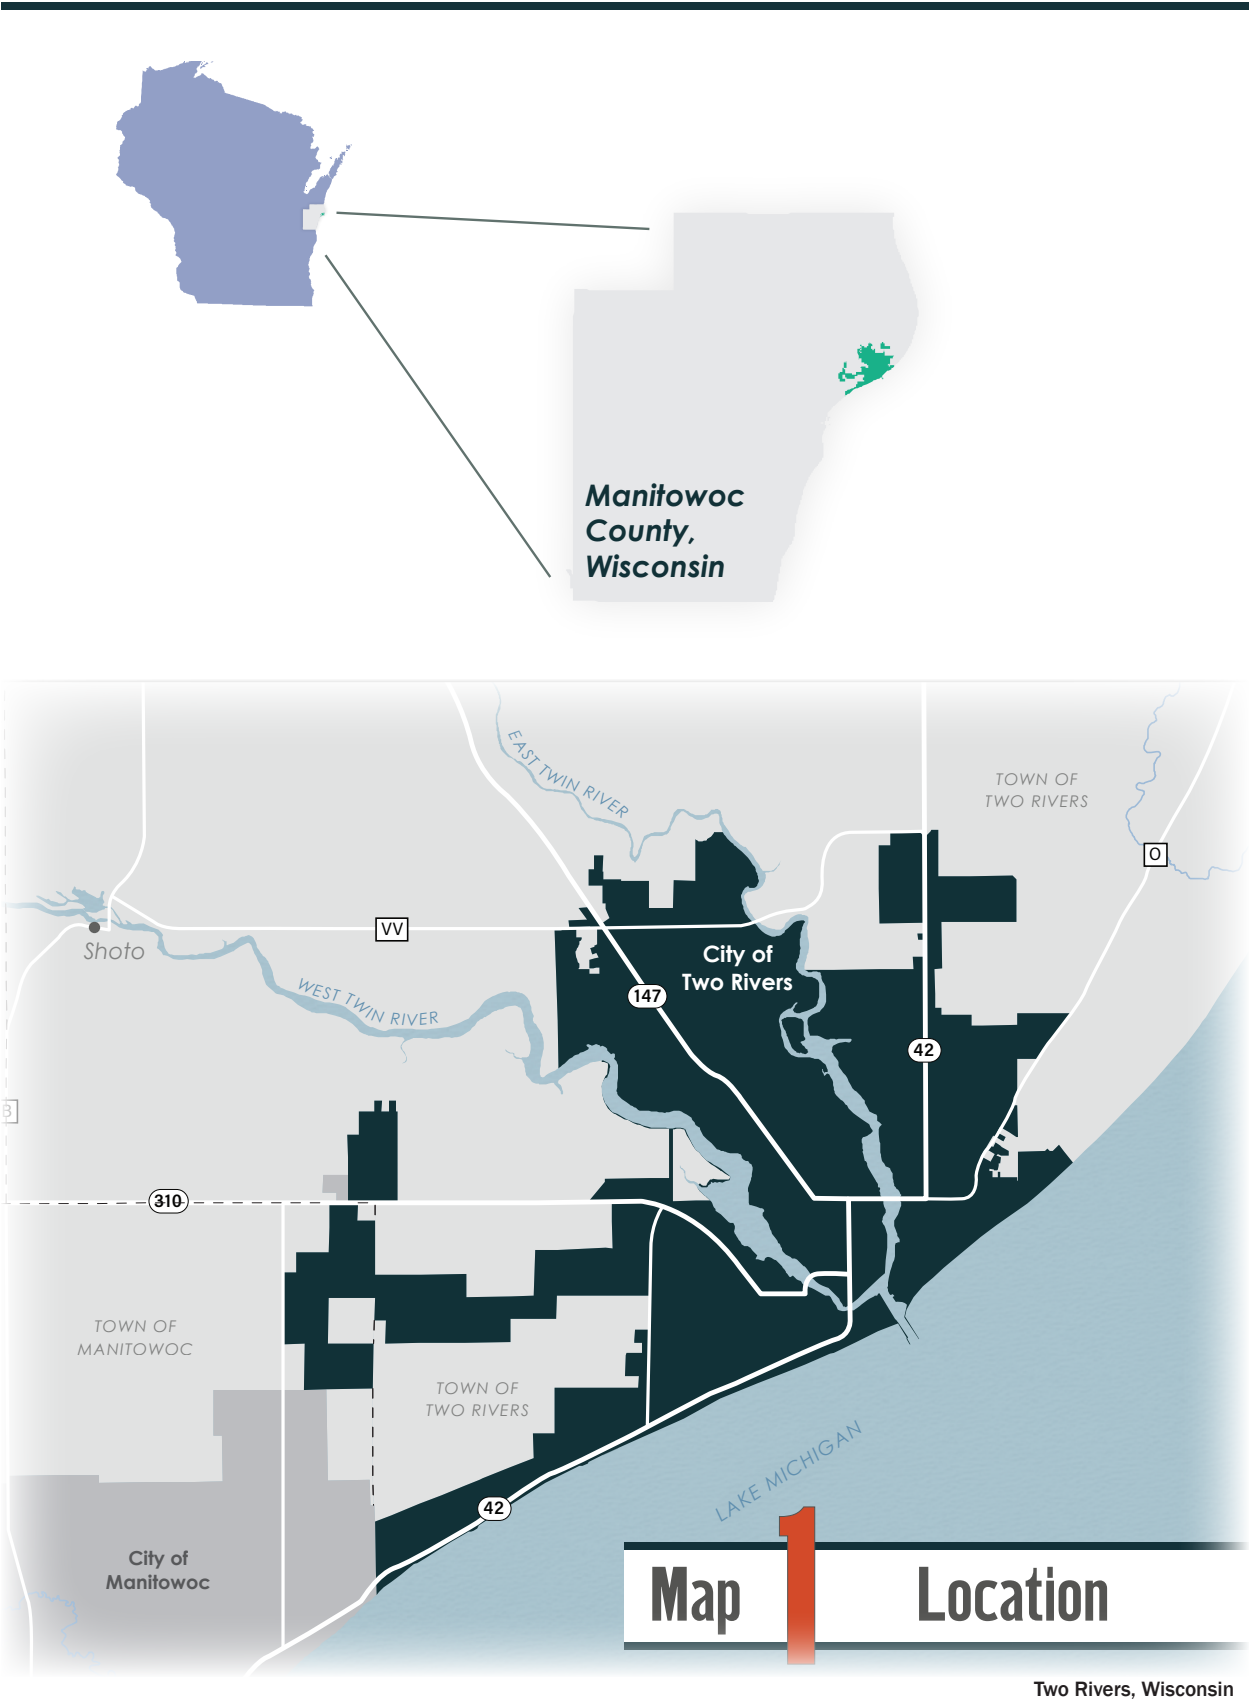 Manitowoc
County,
Wisconsin
EAST TWIN RIVER
TOWN OF
TWO RIVERS
O
VV
Shoto
City of
Two Rivers
WEST TWIN RIVER
147
42
B
310
TOWN OF
MANITOWOC
TOWN OF
TWO RIVERS
LAKE MICHIGAN
42
City of
Manitowoc
Map 1 Location
Two Rivers, Wisconsin